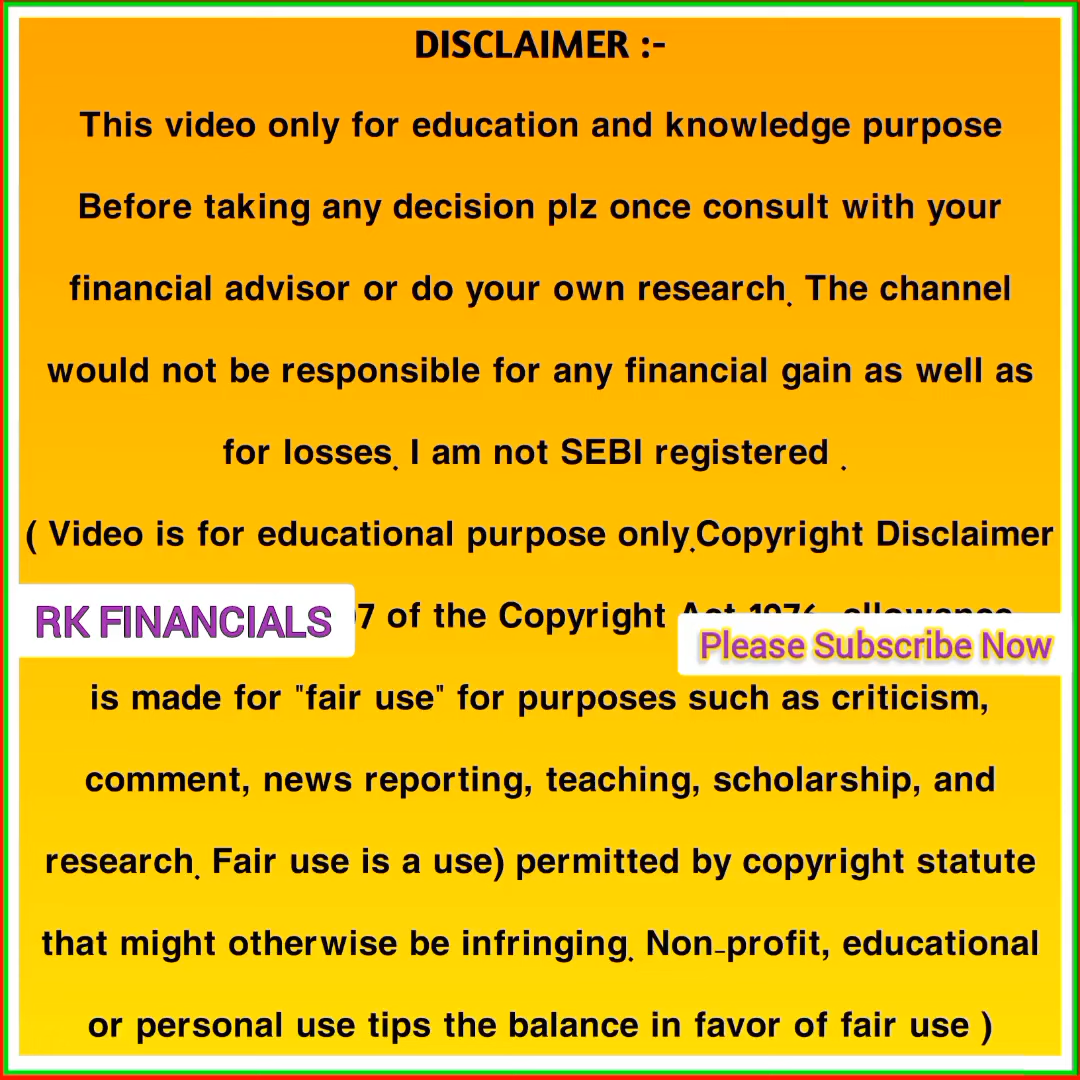 DISCLAIMER :-
This video only for education and knowledge purpose
Before taking any decision plz once consult with your
financial advisor or do your own research. The channel
would not be responsible for any financial gain as well as
for losses. I am not SEBI registered .
( Video is for educational purpose only.Copyright Disclaimer
RK FINANCIALS
7 of the Copyright Act 1976, allowance
Please Subscribe Now
is made for "fair use" for purposes such as criticism,
comment, news reporting, teaching, scholarship, and
research. Fair use is a use) permitted by copyright statute
that might otherwise be infringing. Non-profit, educational
or personal use tips the balance in favor of fair use )